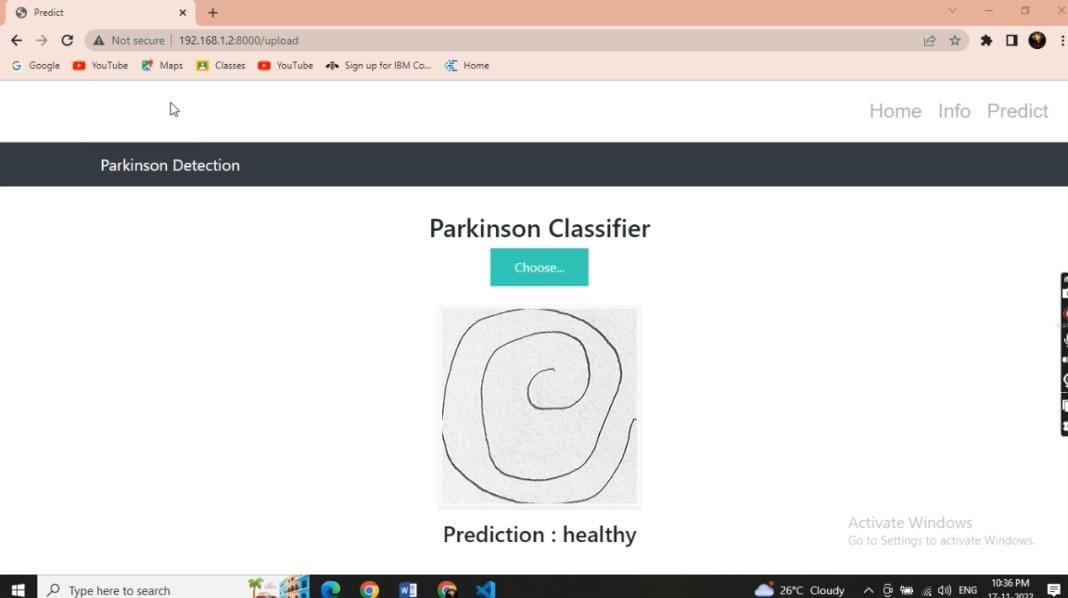 Predict
Not secure 192.168.1.2:8000/upload
Google YouTube Maps Classes YouTube Sign up for IBM Co... Home
Home Info Predict
Parkinson Detection
Parkinson Classifier
Choose...
Prediction : healthy
Activate Windows
Go to Settings to activate Windows.
Type here to search 26°C Cloudy ENG 10:36 PM
17-11-2022